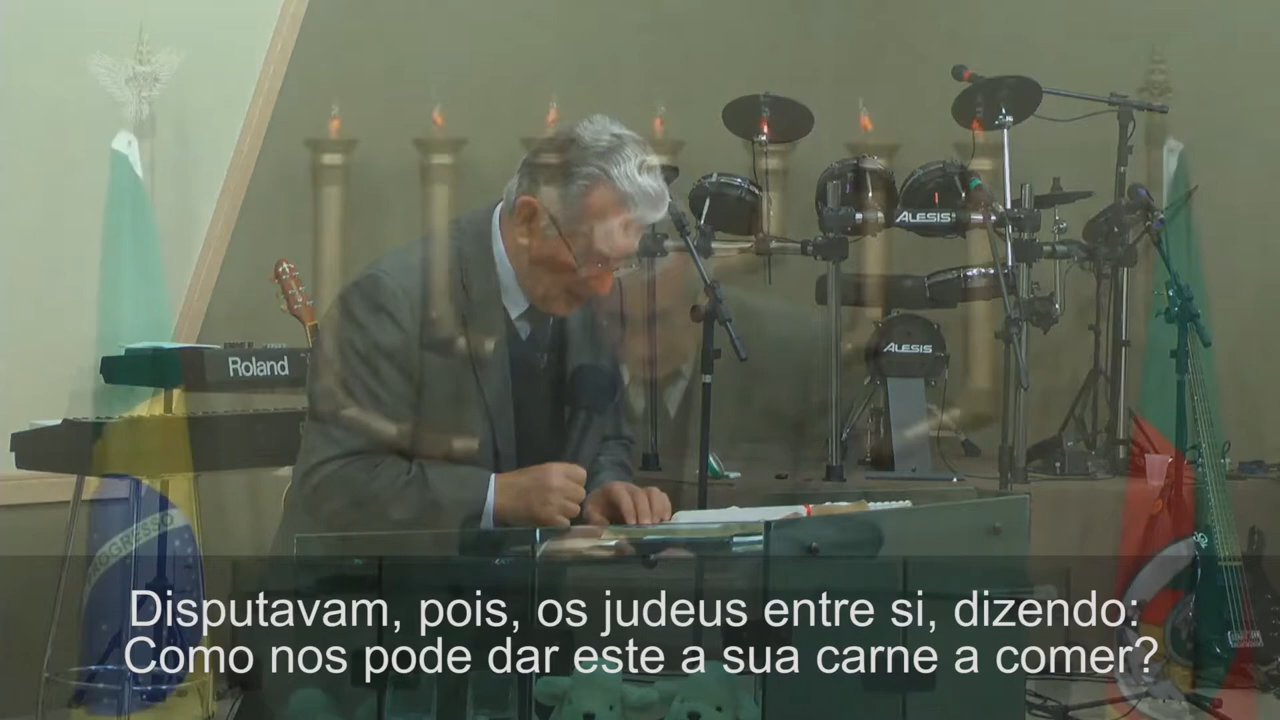 ALESIS
Roland
ALESIS
PROGRESSO
Disputavam, pois, os judeus entre si, dizendo:
Como nos pode dar este a sua carne a comer?